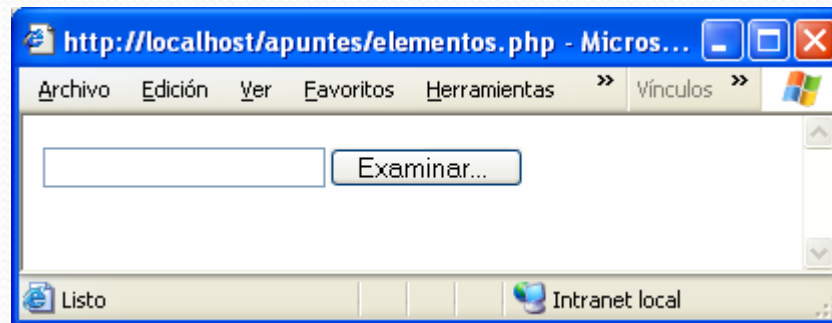 http://localhost/apuntes/elementos.php - Micros...
Archivo Edición Ver Favoritos Herramientas » Vínculos »
Examinar...
Listo Intranet local